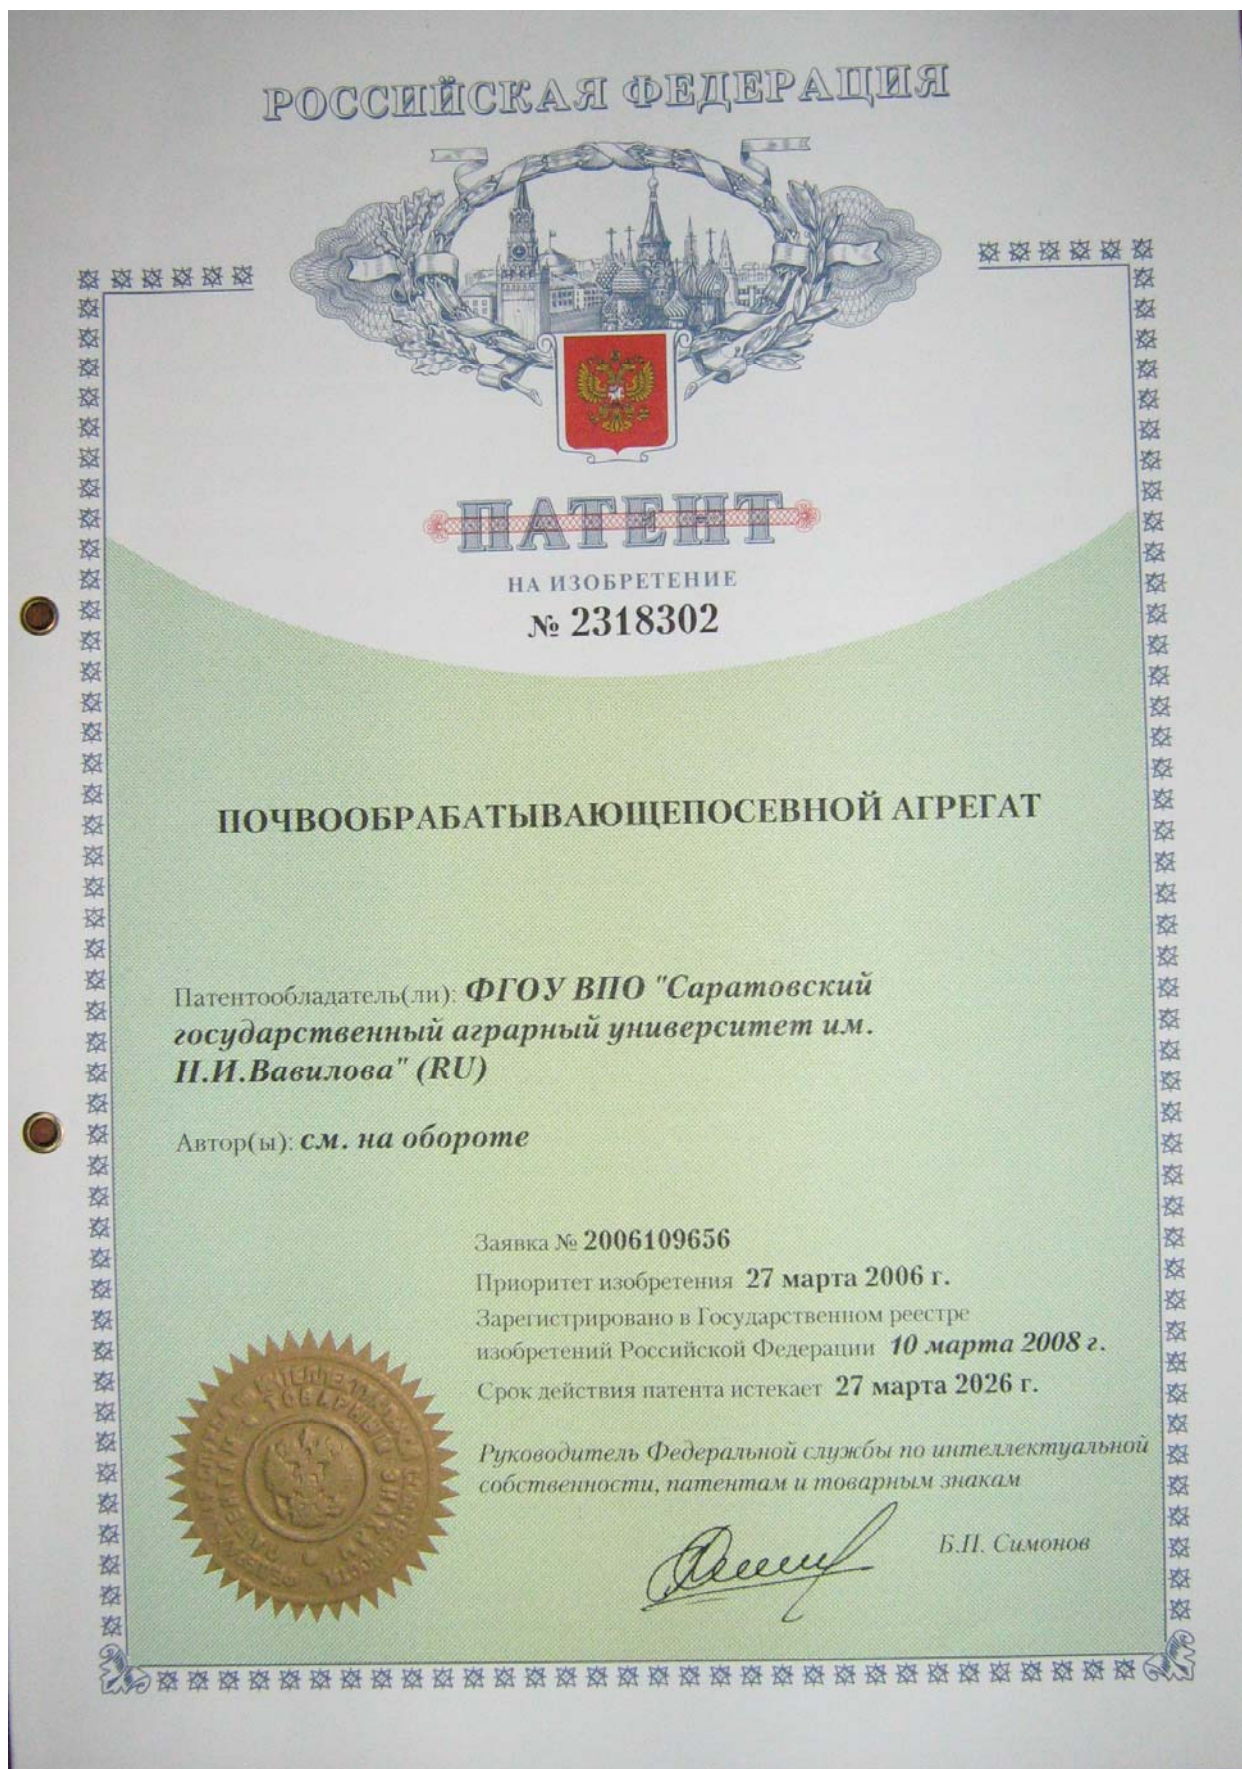 РОССИЙСКАЯ ФЕДЕРАЦИЯ
ПАТЕНТ
НА ИЗОБРЕТЕНИЕ
№ 2318302
ПОЧВООБРАБАТЫВАЮЩЕПОСЕВНОЙ АГРЕГАТ
Патентообладатель(ли): ФГОУ ВПО "Саратовский
государственный аграрный университет им.
Н.И.Вавилова" (RU)
Автор(ы): см. на обороте
Заявка № 2006109656
Приоритет изобретения 27 марта 2006 г.
Зарегистрировано в Государственном реестре
изобретений Российской Федерации 10 марта 2008 г.
Срок действия патента истекает 27 марта 2026 г.
Руководитель Федеральной службы по интеллектуальной
собственности, патентам и товарным знакам
Б.П. Симонов